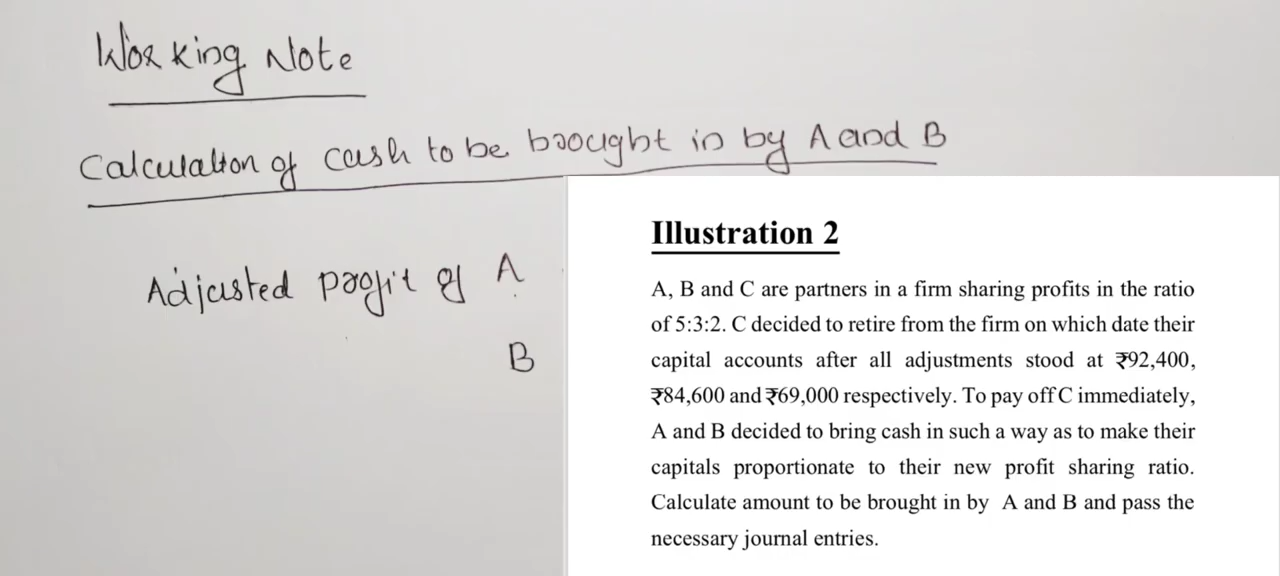 Working Note
Calculation of cash to be brought in by A and B
Adjusted profit of A
B
Illustration 2
A, B and C are partners in a firm sharing profits in the ratio
of 5:3:2. C decided to retire from the firm on which date their
capital accounts after all adjustments stood at ₹92,400,
₹84,600 and ₹69,000 respectively. To pay off C immediately,
A and B decided to bring cash in such a way as to make their
capitals proportionate to their new profit sharing ratio.
Calculate amount to be brought in by A and B and pass the
necessary journal entries.